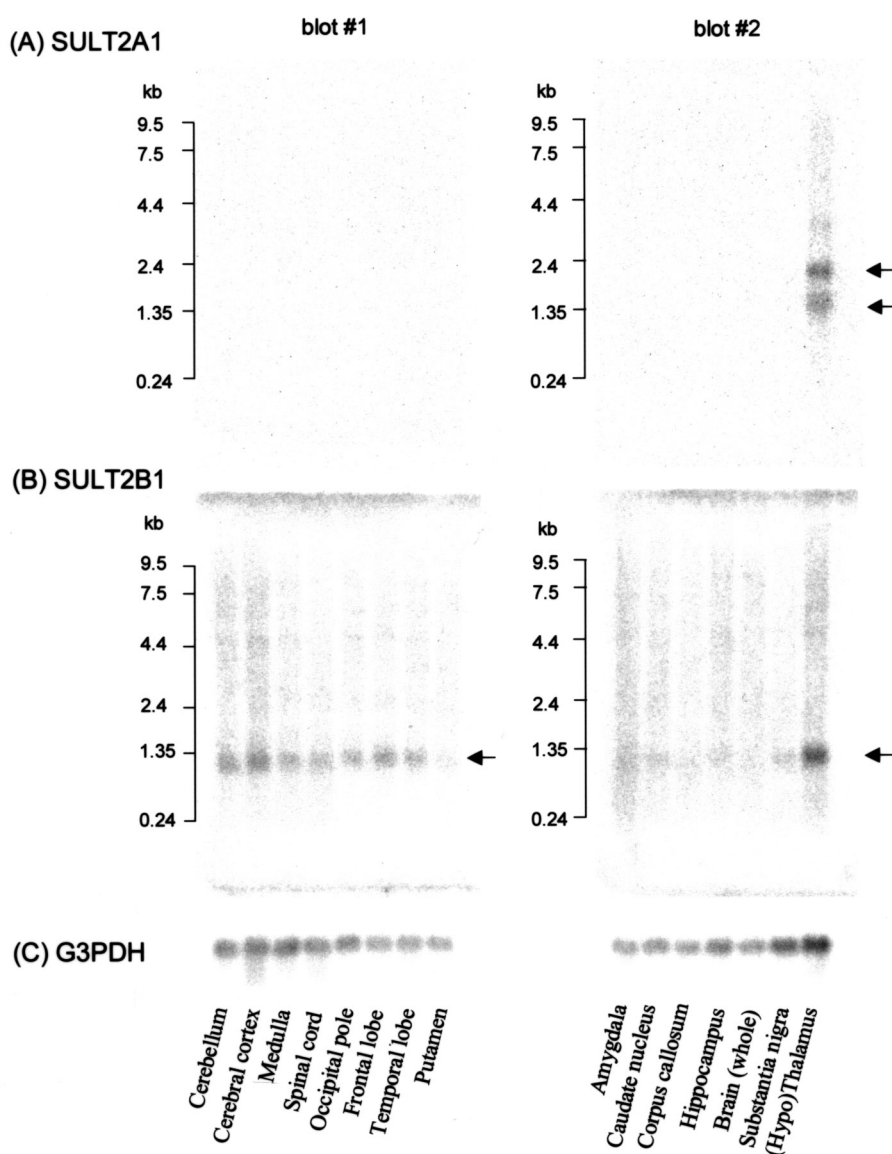 blot #1
blot #2
(A) SULT2A1
kb
9.5
7.5
4.4
2.4
1.35
0.24
kb
9.5
7.5
4.4
2.4
1.35
0.24
(B) SULT2B1
kb
9.5
7.5
4.4
2.4
1.35
0.24
kb
9.5
7.5
4.4
2.4
1.35
0.24
(C) G3PDH
Cerebellum
Cerebral cortex
Medulla
Spinal cord
Occipital pole
Frontal lobe
Temporal lobe
Putamen
Amygdala
Caudate nucleus
Corpus callosum
Hippocampus
Brain (whole)
Substantia nigra
(Hypo)Thalamus